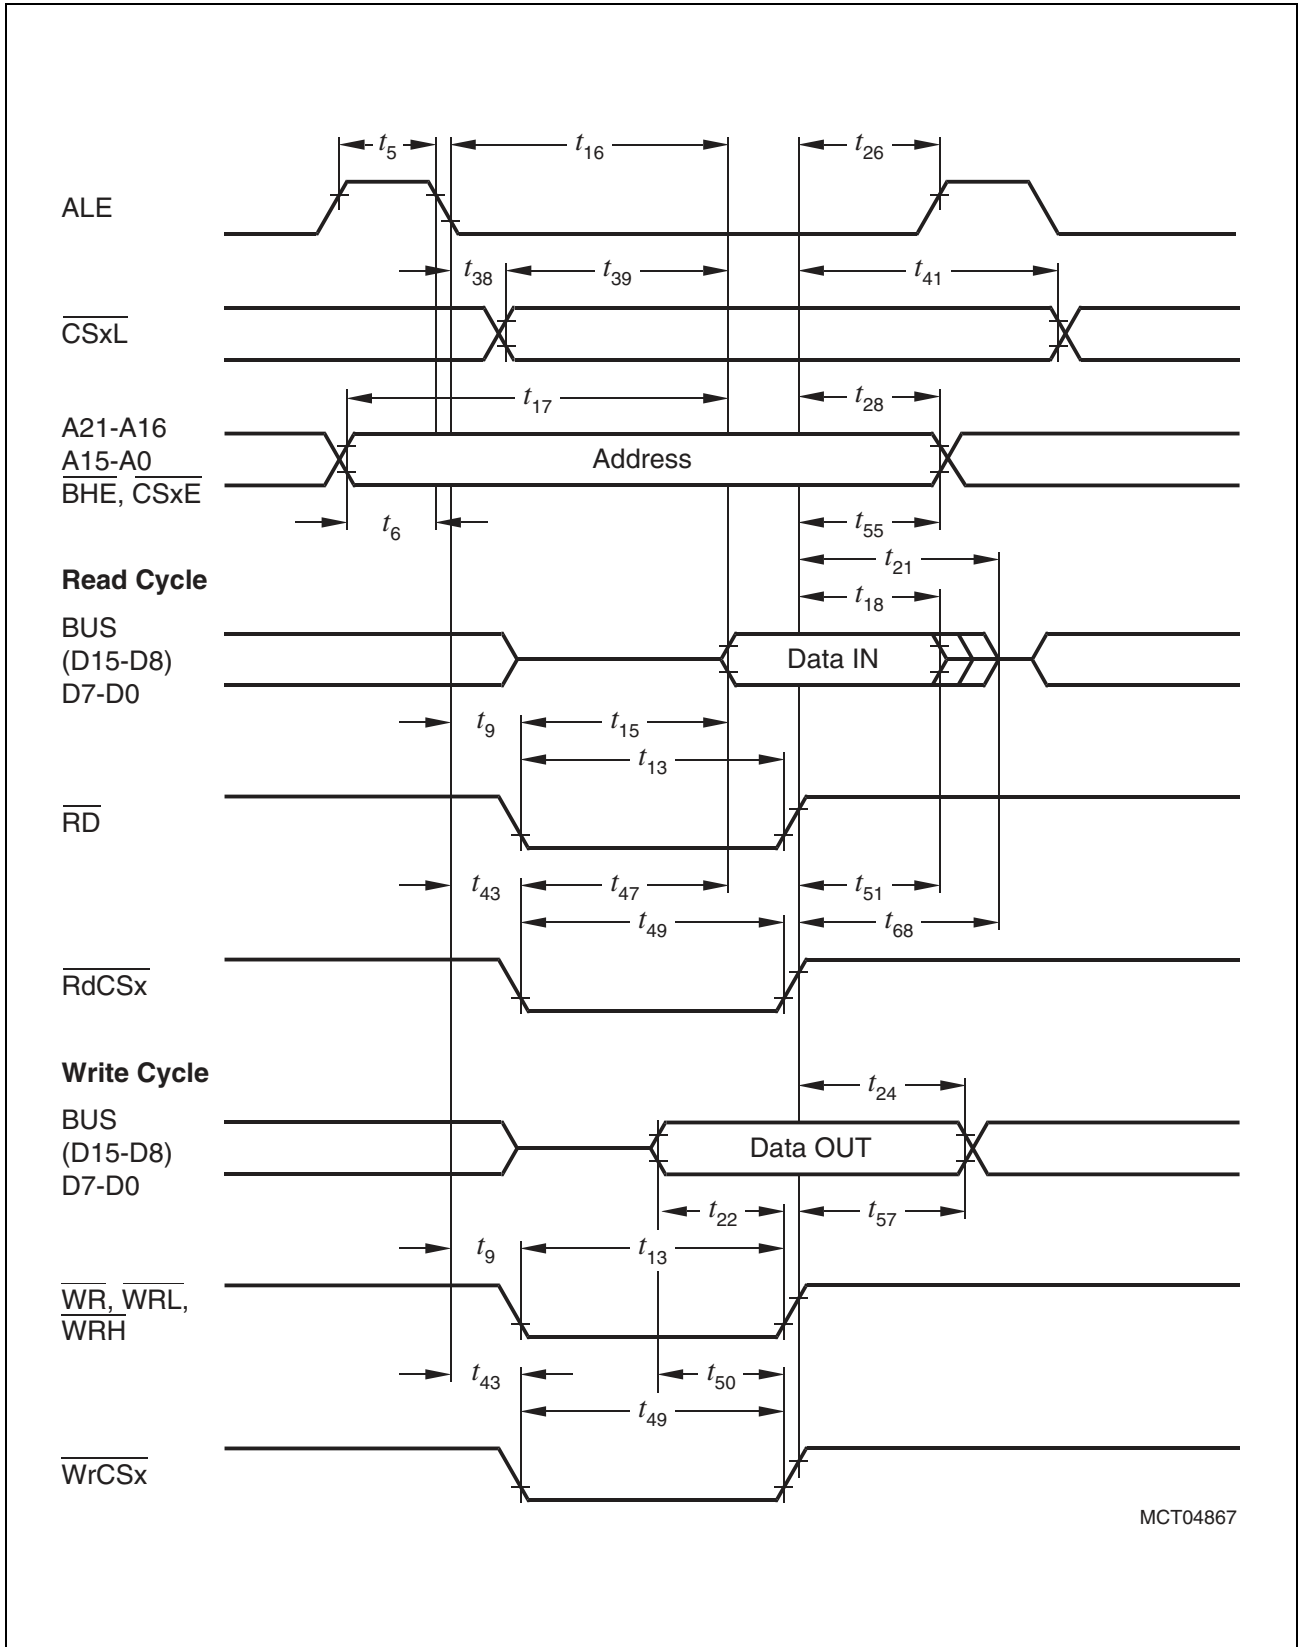 t5 t16 t26
ALE
t38 t39 t41
CSxL
t17 t28
A21-A16
A15-A0
BHE, CSxE
Address
t6 t55
t21
Read Cycle
t18
BUS
(D15-D8)
D7-D0
Data IN
t9 t15
t13
RD
t43 t47 t51
t49 t68
RdCSx
Write Cycle
t24
BUS
(D15-D8)
D7-D0
Data OUT
t22 t57
t9 t13
WR, WRL,
WRH
t43 t50
t49
WrCSx
MCT04867